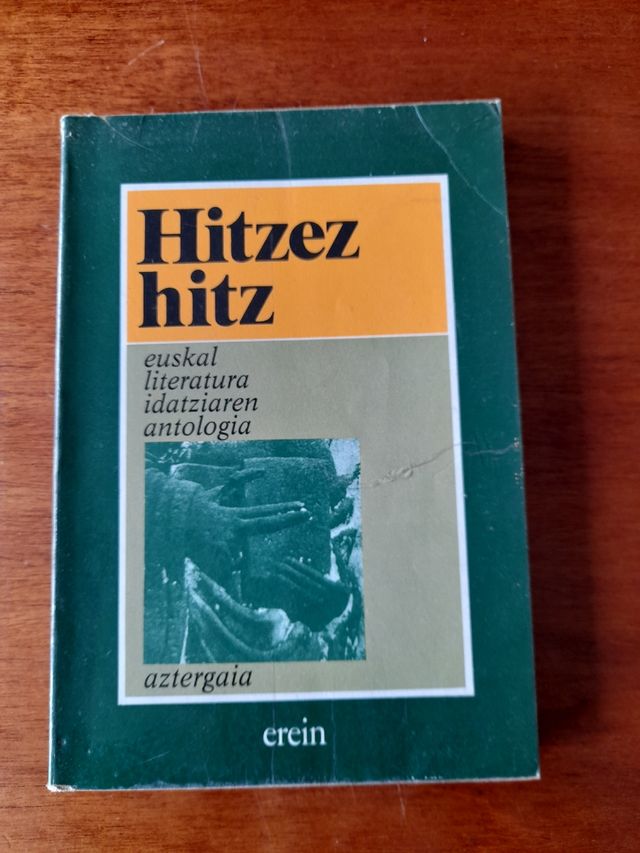 Hitzez
hitz
euskal
literatura
idatziaren
antologia
aztergaia
erein